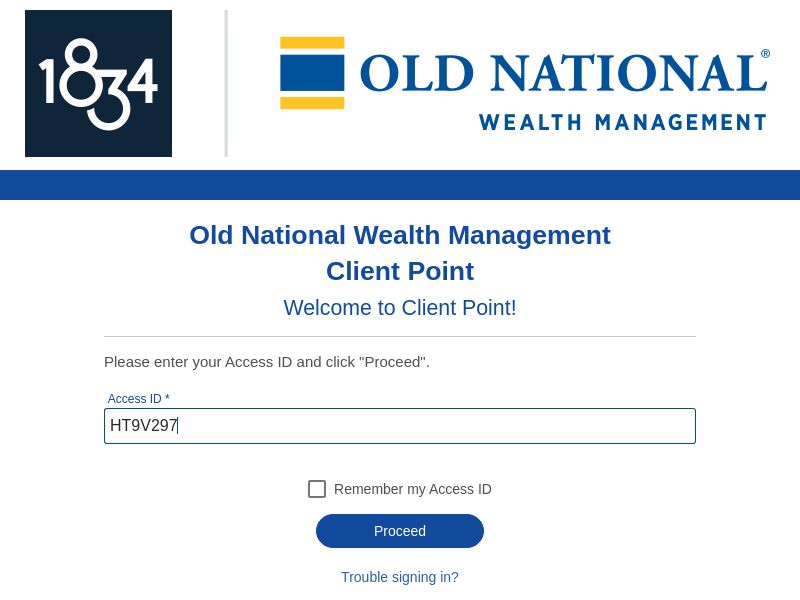 1834
OLD NATIONAL®
WEALTH MANAGEMENT
Old National Wealth Management
Client Point
Welcome to Client Point!
Please enter your Access ID and click "Proceed".
Access ID *
HT9V297
Remember my Access ID
Proceed
Trouble signing in?